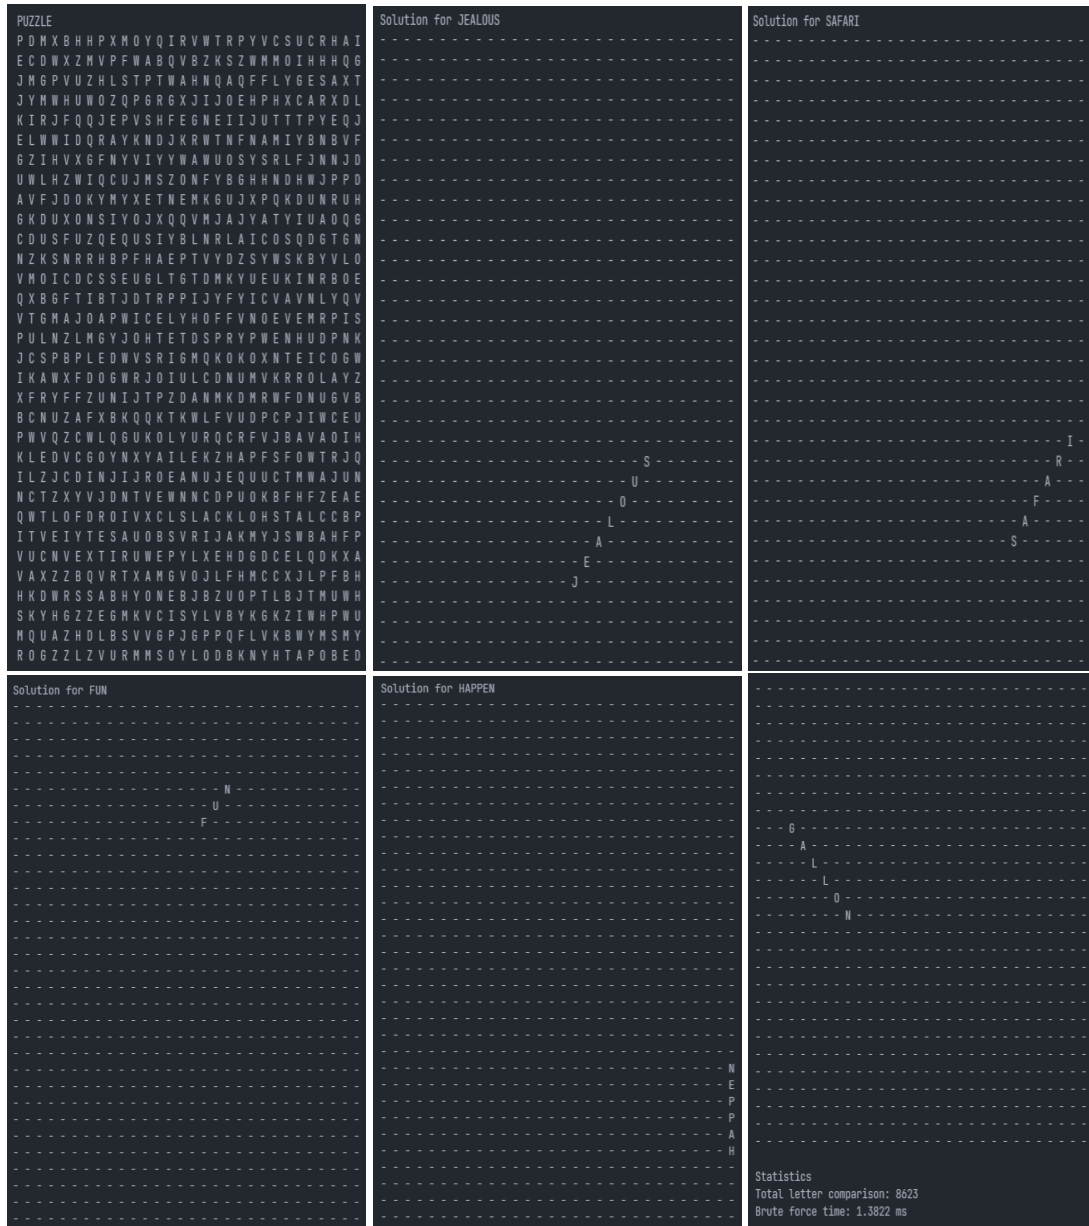 PUZZLE
P D M X B H H P X M O Y Q I R V W T R P Y V C S U C R H A I
E C D W X Z M V P F W A B Q V B Z K S Z W M M O I H H H Q G
J M G P V U Z H L S T P T W A H N Q A Q F F L Y G E S A X T
J Y M W H U W O Z Q P G R G X J I J O E H P H X C A R X D L
K I R J F Q Q J E P V S H F E G N E I I J U T T T P Y E Q J
E L W W I D Q R A Y K N D J K R W T N F N A M I Y B N B V F
G Z I H V X G F N Y V I Y Y W A W U O S Y S R L F J N N J D
U W L H Z W I Q C U J M S Z O N F Y B G H H N D H W J P P D
A V F J D O K Y M Y X E T N E M K G U J X P Q K D U N R U H
G K D U X O N S I Y O J X Q Q V M J A J Y A T Y I U A O Q G
C D U S F U Z Q E Q U S I Y B L N R L A I C O S Q D G T G N
N Z K S N R R H B P F H A E P T V Y D Z S Y W S K B Y V L O
V M O I C D C S S E U G L T G T D M K Y U E U K I N R B O E
Q X B G F T I B T J D T R P P I J Y F Y I C V A V N L Y Q V
V T G M A J O A P W I C E L Y H O F F V N O E V E M R P I S
P U L N Z L M G Y J O H T E T D S P R Y P W E N H U D P N K
J C S P B P L E D W V S R I G M Q K O K O X N T E I C O G W
I K A W X F D O G W R J O I U L C D N U M V K R R O L A Y Z
X F R Y F F Z U N I J T P Z D A N M K D M R W F D N U G V B
B C N U Z A F X B K Q Q K T K W L F V U D P C P J I W C E U
P W V Q Z C W L Q G U K O L Y U R Q C R F V J B A V A O I H
K L E D V C G O Y N X Y A I L E K Z H A P F S F O W T R J Q
I L Z J C D I N J I J R O E A N U J E Q U U C T M W A J U N
N C T Z X Y V J D N T V E W N N C D P U O K B F H F Z E A E
Q W T L O F D R O I V X C L S L A C K L O H S T A L C C B P
I T V E I Y T E S A U O B S V R I J A K M Y J S W B A H F P
V U C N V E X T I R U W E P Y L X E H D G D C E L Q D K X A
V A X Z Z B Q V R T X A M G V O J L F H M C C X J L P F B H
H K D W R S S A B H Y O N E B J B Z U O P T L B J T M U W H
S K Y H G Z Z E G M K V C I S Y L V B Y K G K Z I W H P W U
M Q U A Z H D L B S V V G P J G P P Q F L V K B W Y M S M Y
R O G Z Z L Z V U R M M S O Y L O D B K N Y H T A P O B E D
Solution for JEALOUS
S
U
O
L
A
E
J
Solution for SAFARI
I
R
A
F
A
S
Solution for FUN
N
U
F
Solution for HAPPEN
N
E
P
P
A
H
G
A
L
L
O
N
Statistics
Total letter comparison: 8623
Brute force time: 1.3822 ms